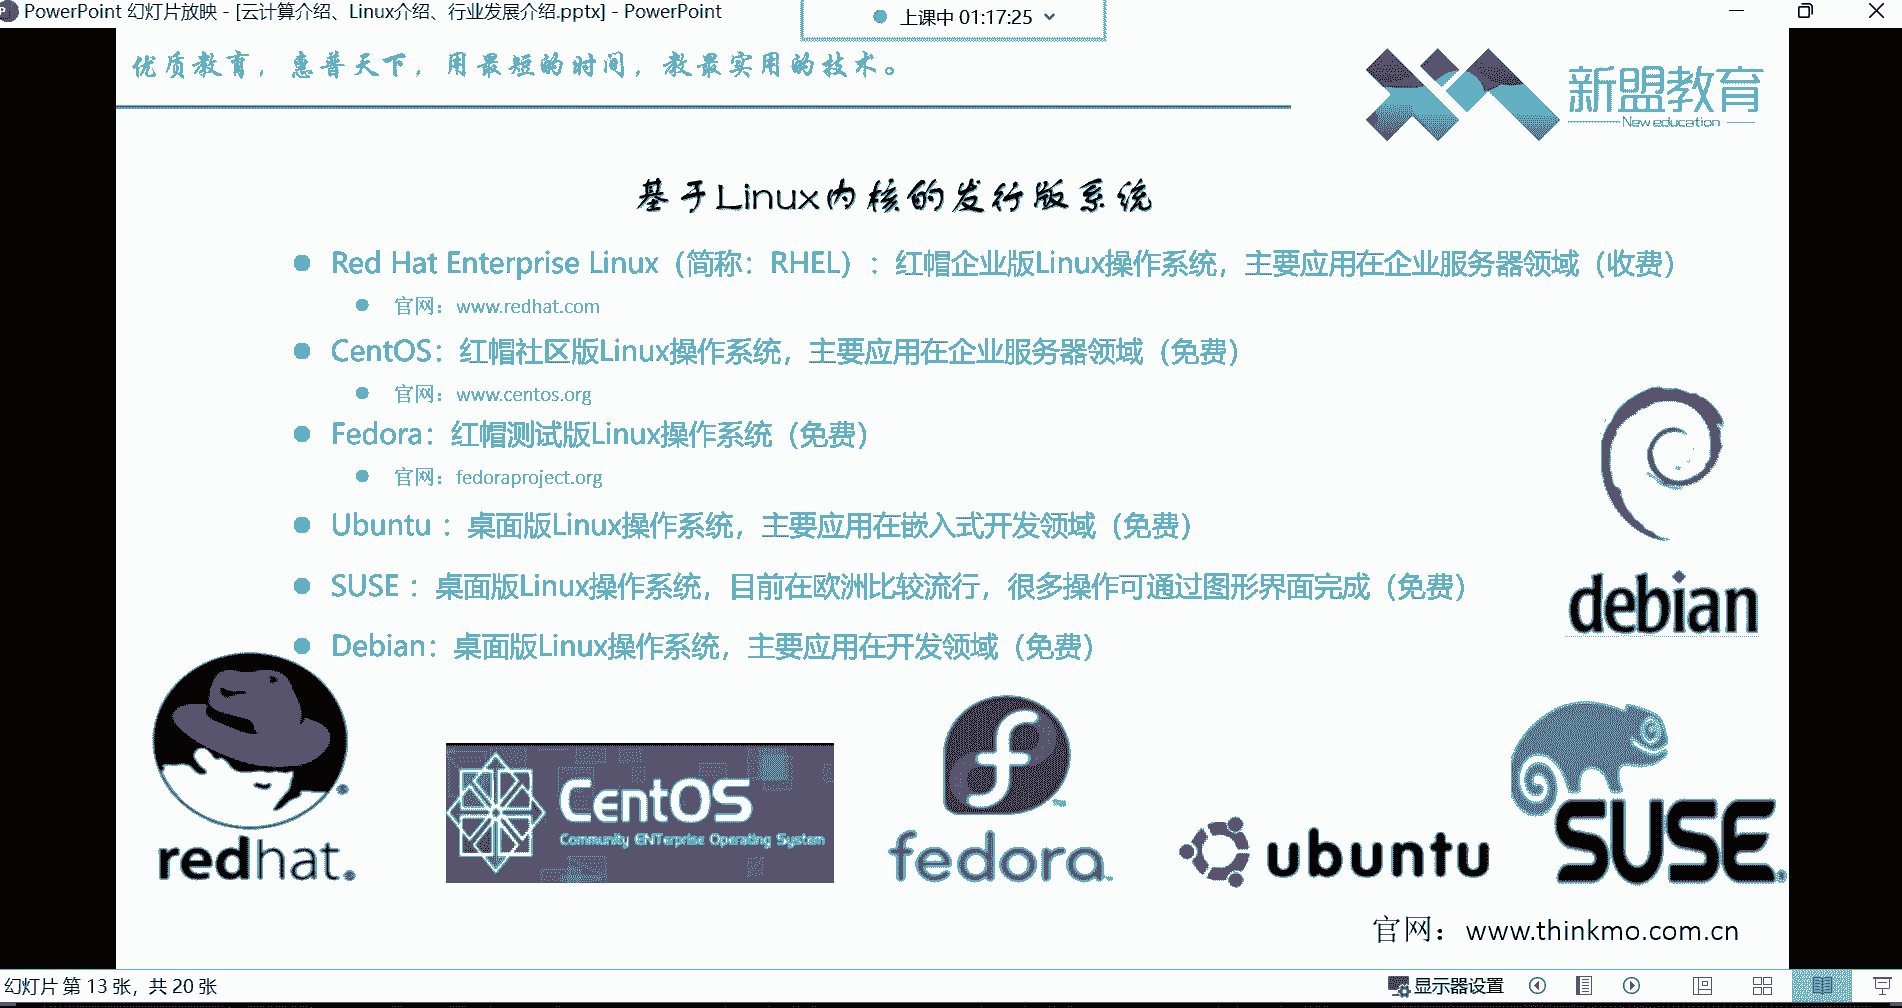 PowerPoint 幻灯片放映 - [云计算介绍、Linux介绍、行业发展介绍.pptx] - PowerPoint
上课中 01:17:25
优质教育，惠普天下，用最短的时间，教最实用的技术。
新盟教育
New education
基于Linux内核的发行版系统
Red Hat Enterprise Linux（简称：RHEL）：红帽企业版Linux操作系统，主要应用在企业服务器领域（收费）
官网：www.redhat.com
CentOS：红帽社区版Linux操作系统，主要应用在企业服务器领域（免费）
官网：www.centos.org
Fedora：红帽测试版Linux操作系统（免费）
官网：fedoraproject.org
Ubuntu ：桌面版Linux操作系统，主要应用在嵌入式开发领域（免费）
SUSE ：桌面版Linux操作系统，目前在欧洲比较流行，很多操作可通过图形界面完成（免费）
Debian：桌面版Linux操作系统，主要应用在开发领域（免费）
debian
redhat.
CentOS
Community ENTerprise Operating System
fedora
ubuntu
SUSE
官网：www.thinkmo.com.cn
幻灯片 第 13 张，共 20 张
显示器设置